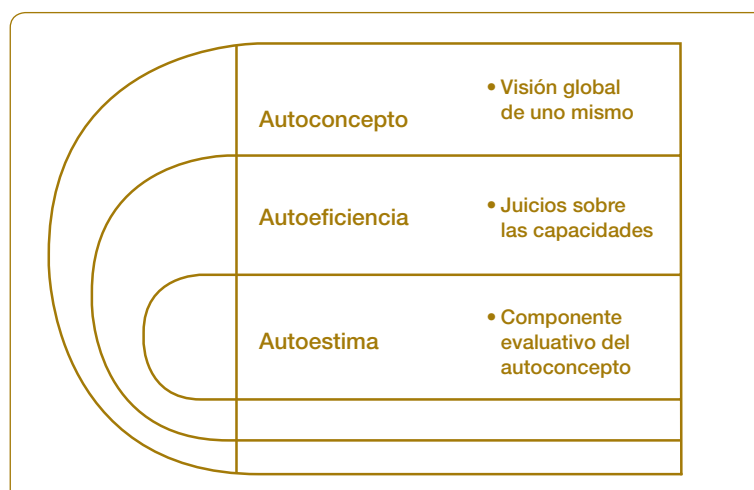 Autoconcepto
• Visión global
de uno mismo
Autoeficiencia
• Juicios sobre
las capacidades
Autoestima
• Componente
evaluativo del
autoconcepto